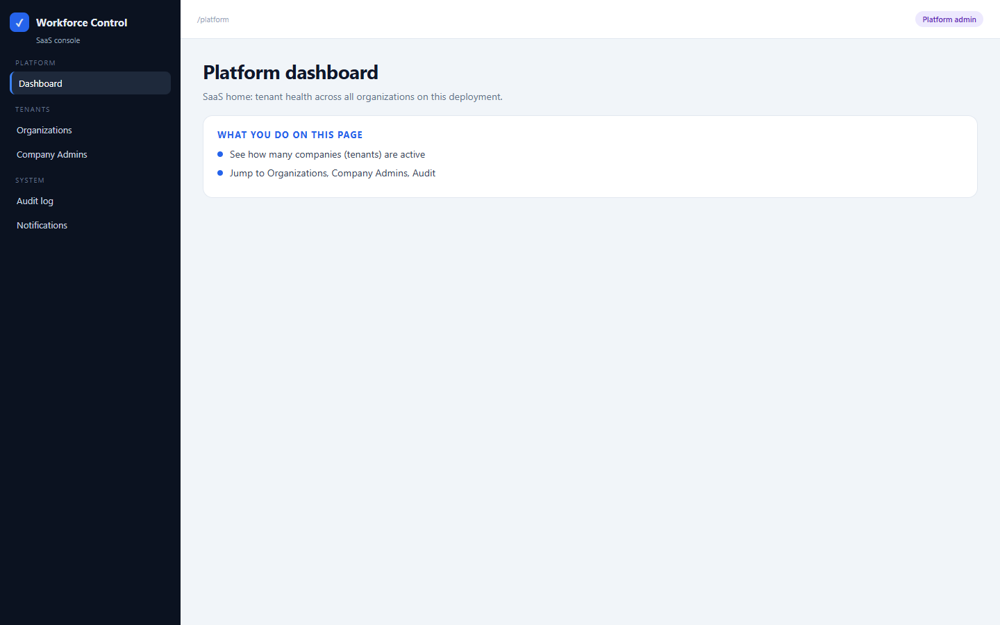 Workforce Control
SaaS console
PLATFORM
Dashboard
TENANTS
Organizations
Company Admins
SYSTEM
Audit log
Notifications
/platform
Platform admin
Platform dashboard
SaaS home: tenant health across all organizations on this deployment.
WHAT YOU DO ON THIS PAGE
See how many companies (tenants) are active
Jump to Organizations, Company Admins, Audit